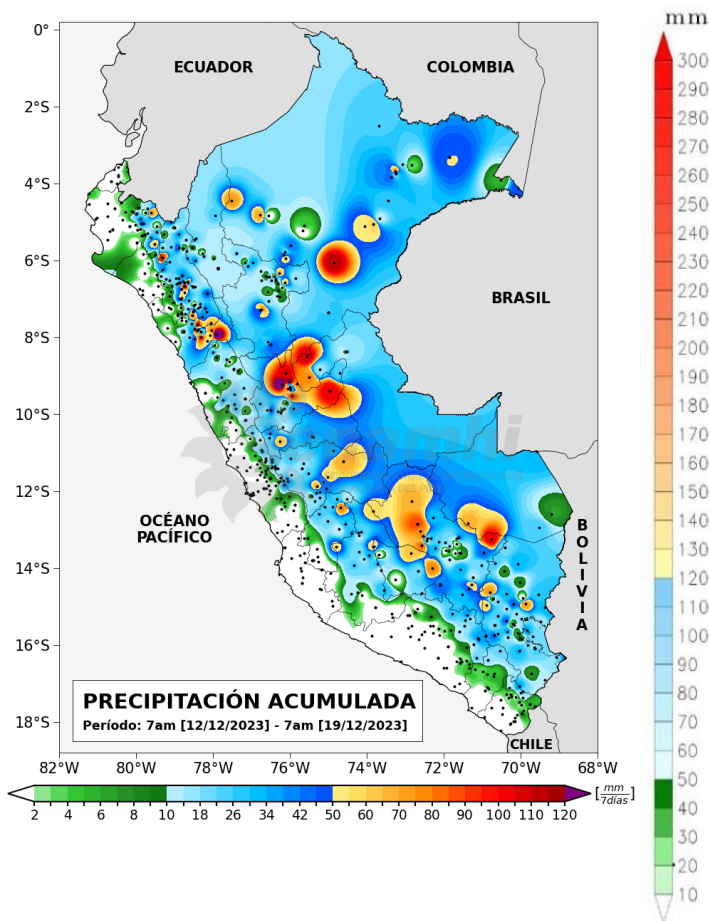 mm
0°
2°S
4°S
6°S
8°S
10°S
12°S
14°S
16°S
18°S
ECUADOR
COLOMBIA
BRASIL
OCÉANO
PACÍFICO
BOLIVIA
CHILE
senamhi
PRECIPITACIÓN ACUMULADA
Período: 7am [12/12/2023] - 7am [19/12/2023]
82°W 80°W 78°W 76°W 74°W 72°W 70°W 68°W
2 4 6 8 10 18 26 34 42 50 60 70 80 90 100 110 120 [mm/7días]
300
290
280
270
260
250
240
230
220
210
200
190
180
170
160
150
140
130
120
110
100
90
80
70
60
50
40
30
20
10